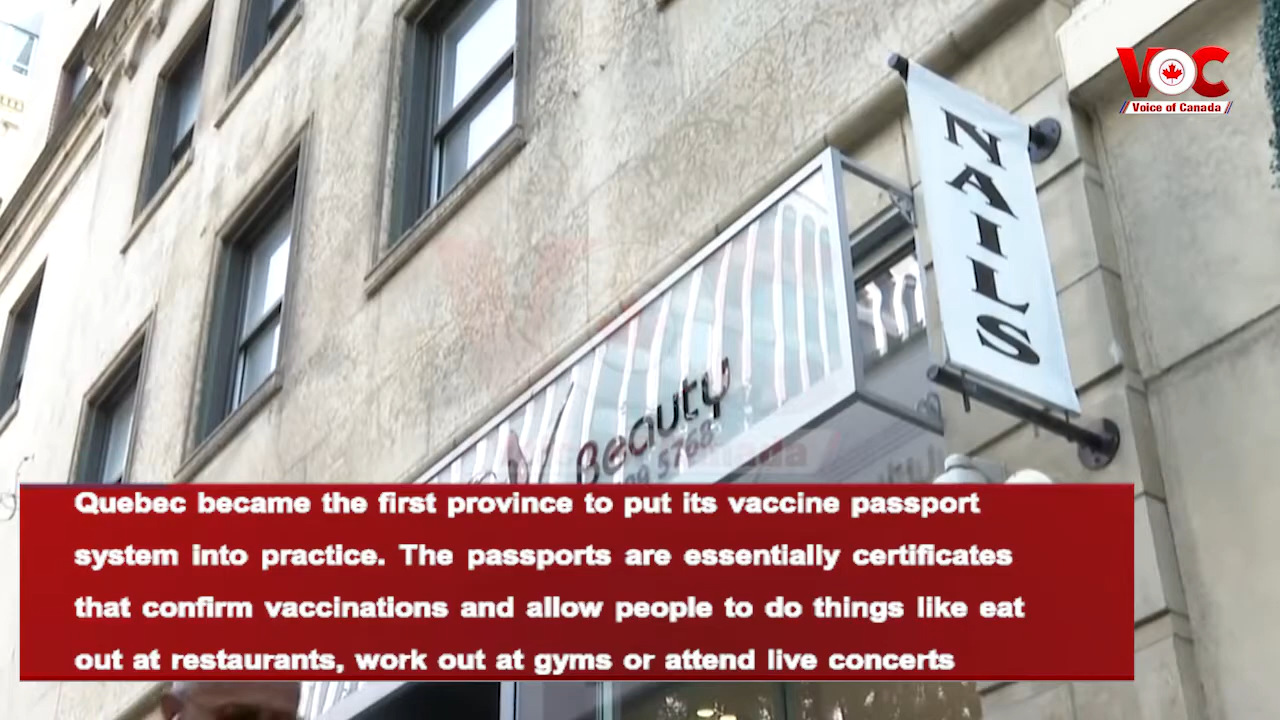 VOC
Voice of Canada
NAILS
Beauty
5768
Quebec became the first province to put its vaccine passport
system into practice. The passports are essentially certificates
that confirm vaccinations and allow people to do things like eat
out at restaurants, work out at gyms or attend live concerts